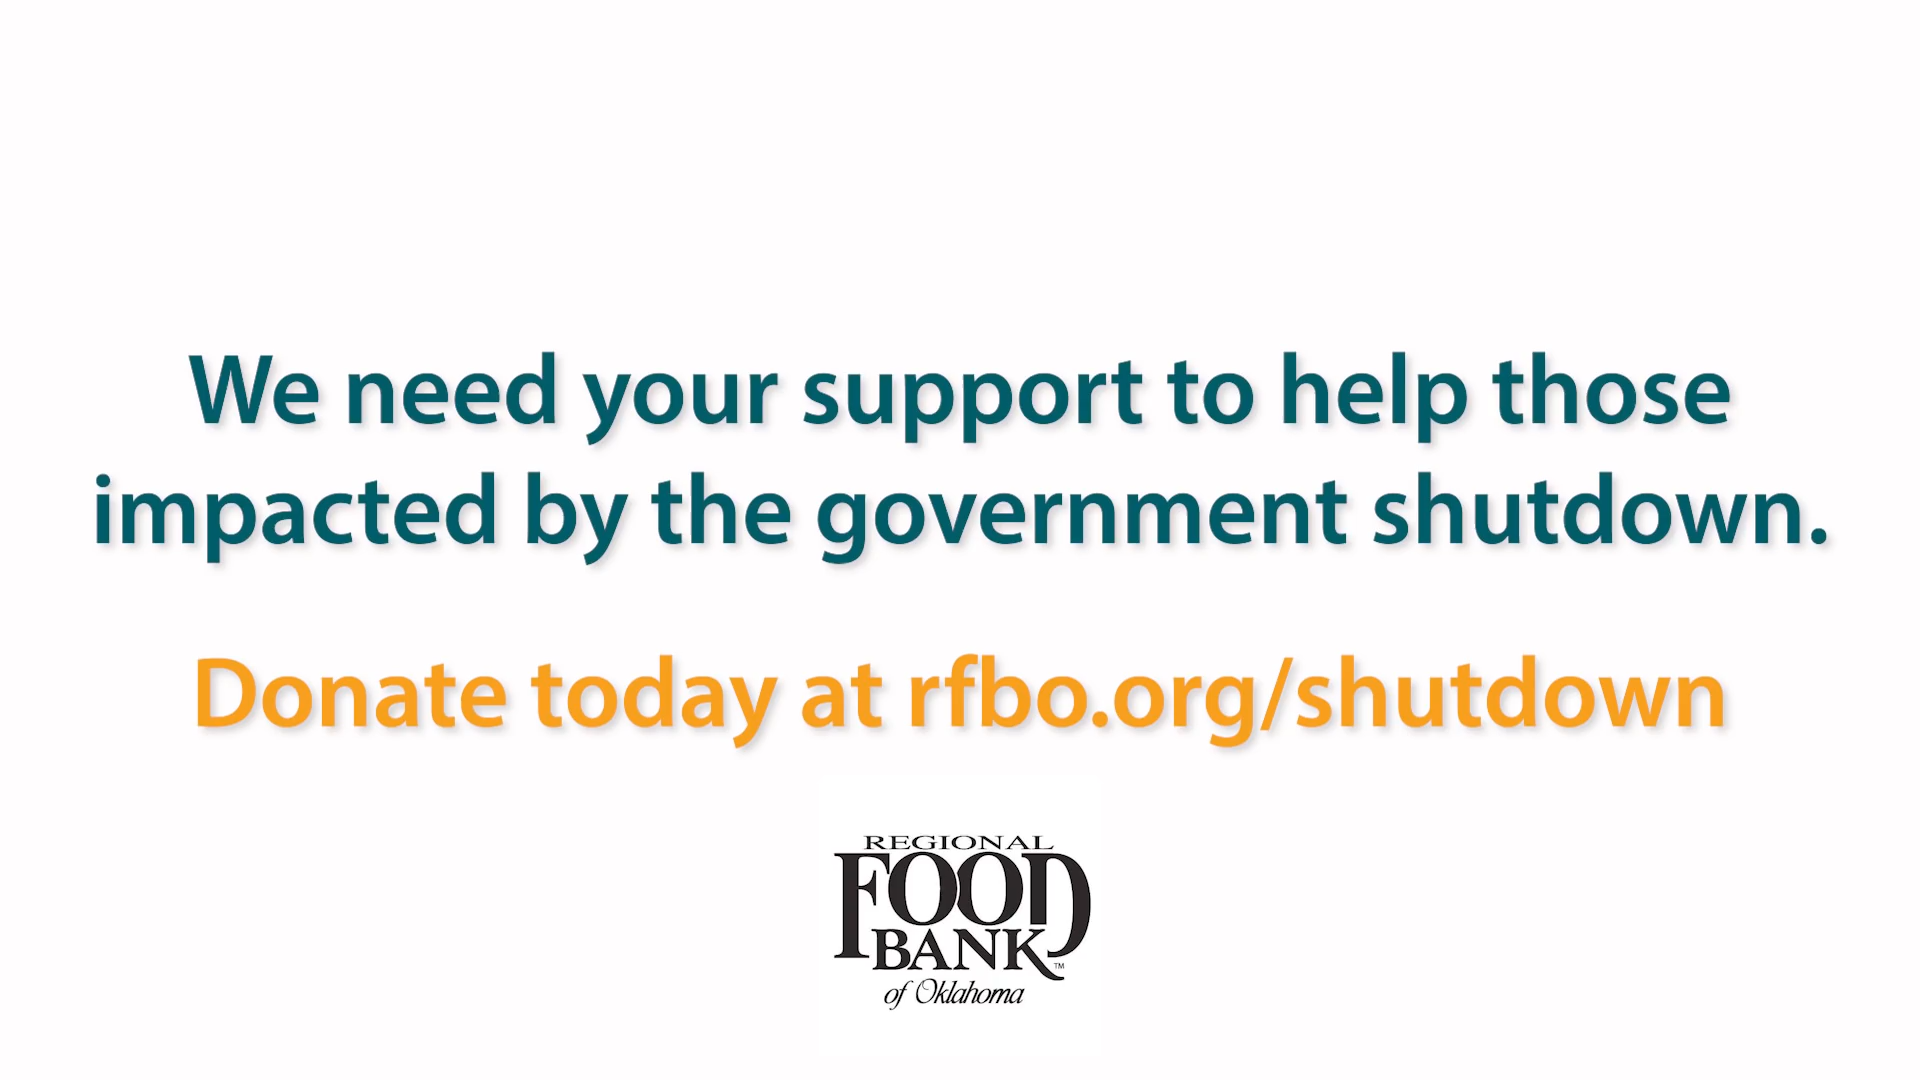 We need your support to help those
impacted by the government shutdown.
Donate today at rfbo.org/shutdown
REGIONAL
FOOD
BANK™
of Oklahoma